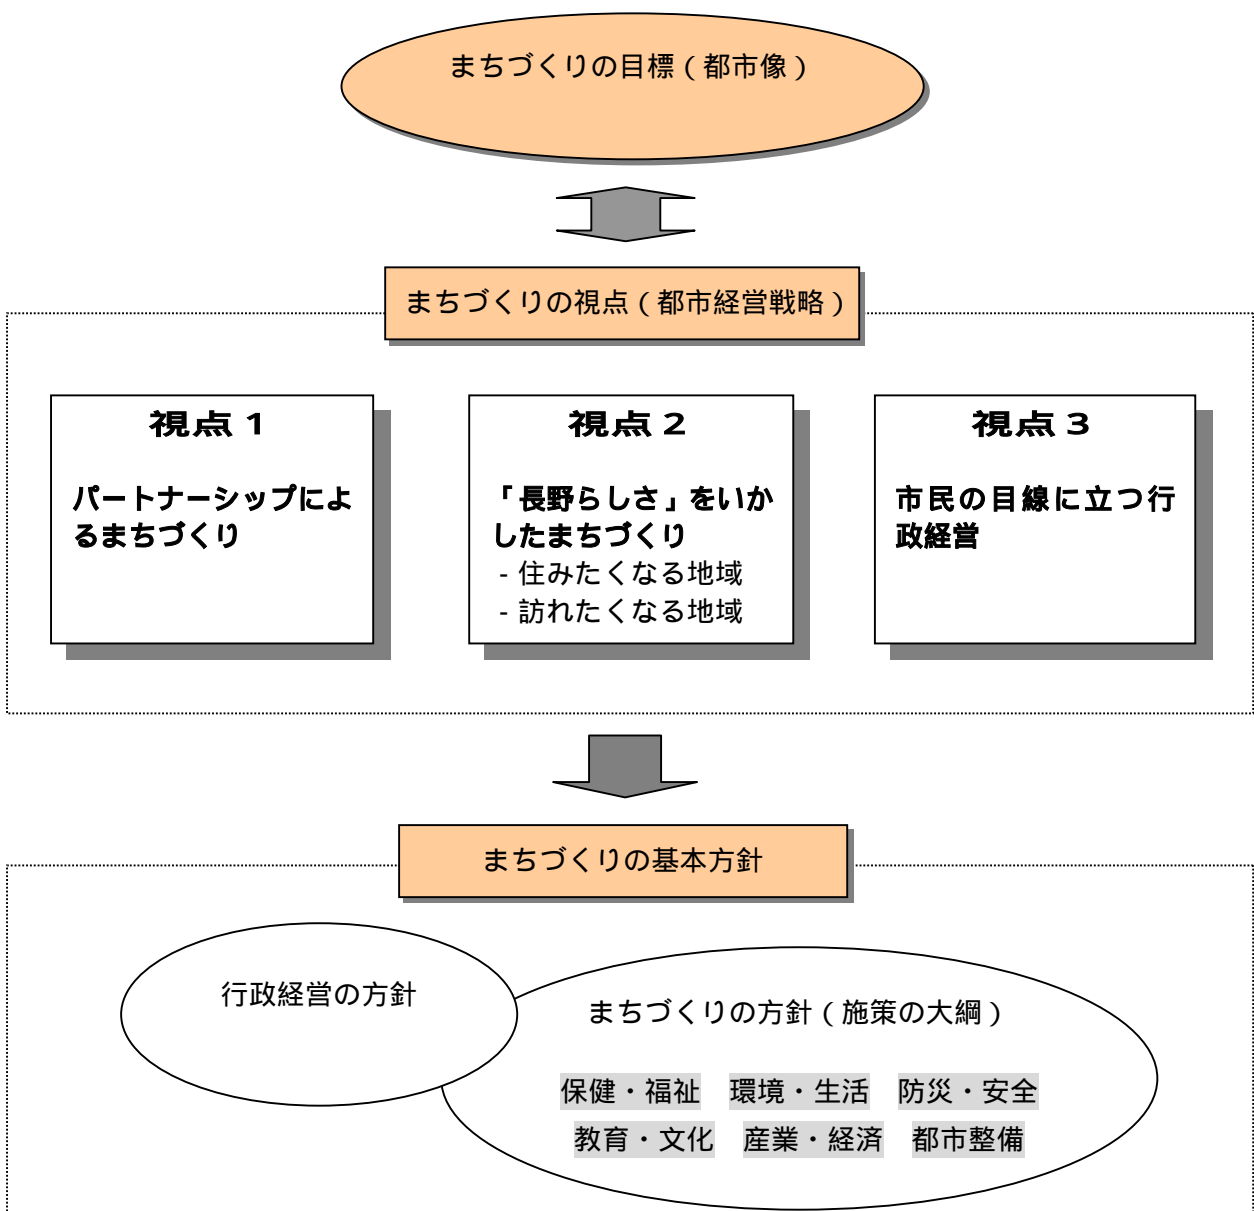 まちづくりの目標(都市像)
まちづくりの視点(都市経営戦略)
視点1
パートナーシップによ
るまちづくり
視点2
「長野らしさ」をいか
したまちづくり
- 住みたくなる地域
- 訪れたくなる地域
視点3
市民の目線に立つ行
政経営
まちづくりの基本方針
行政経営の方針
まちづくりの方針(施策の大綱)
保健・福祉 環境・生活 防災・安全
教育・文化 産業・経済 都市整備